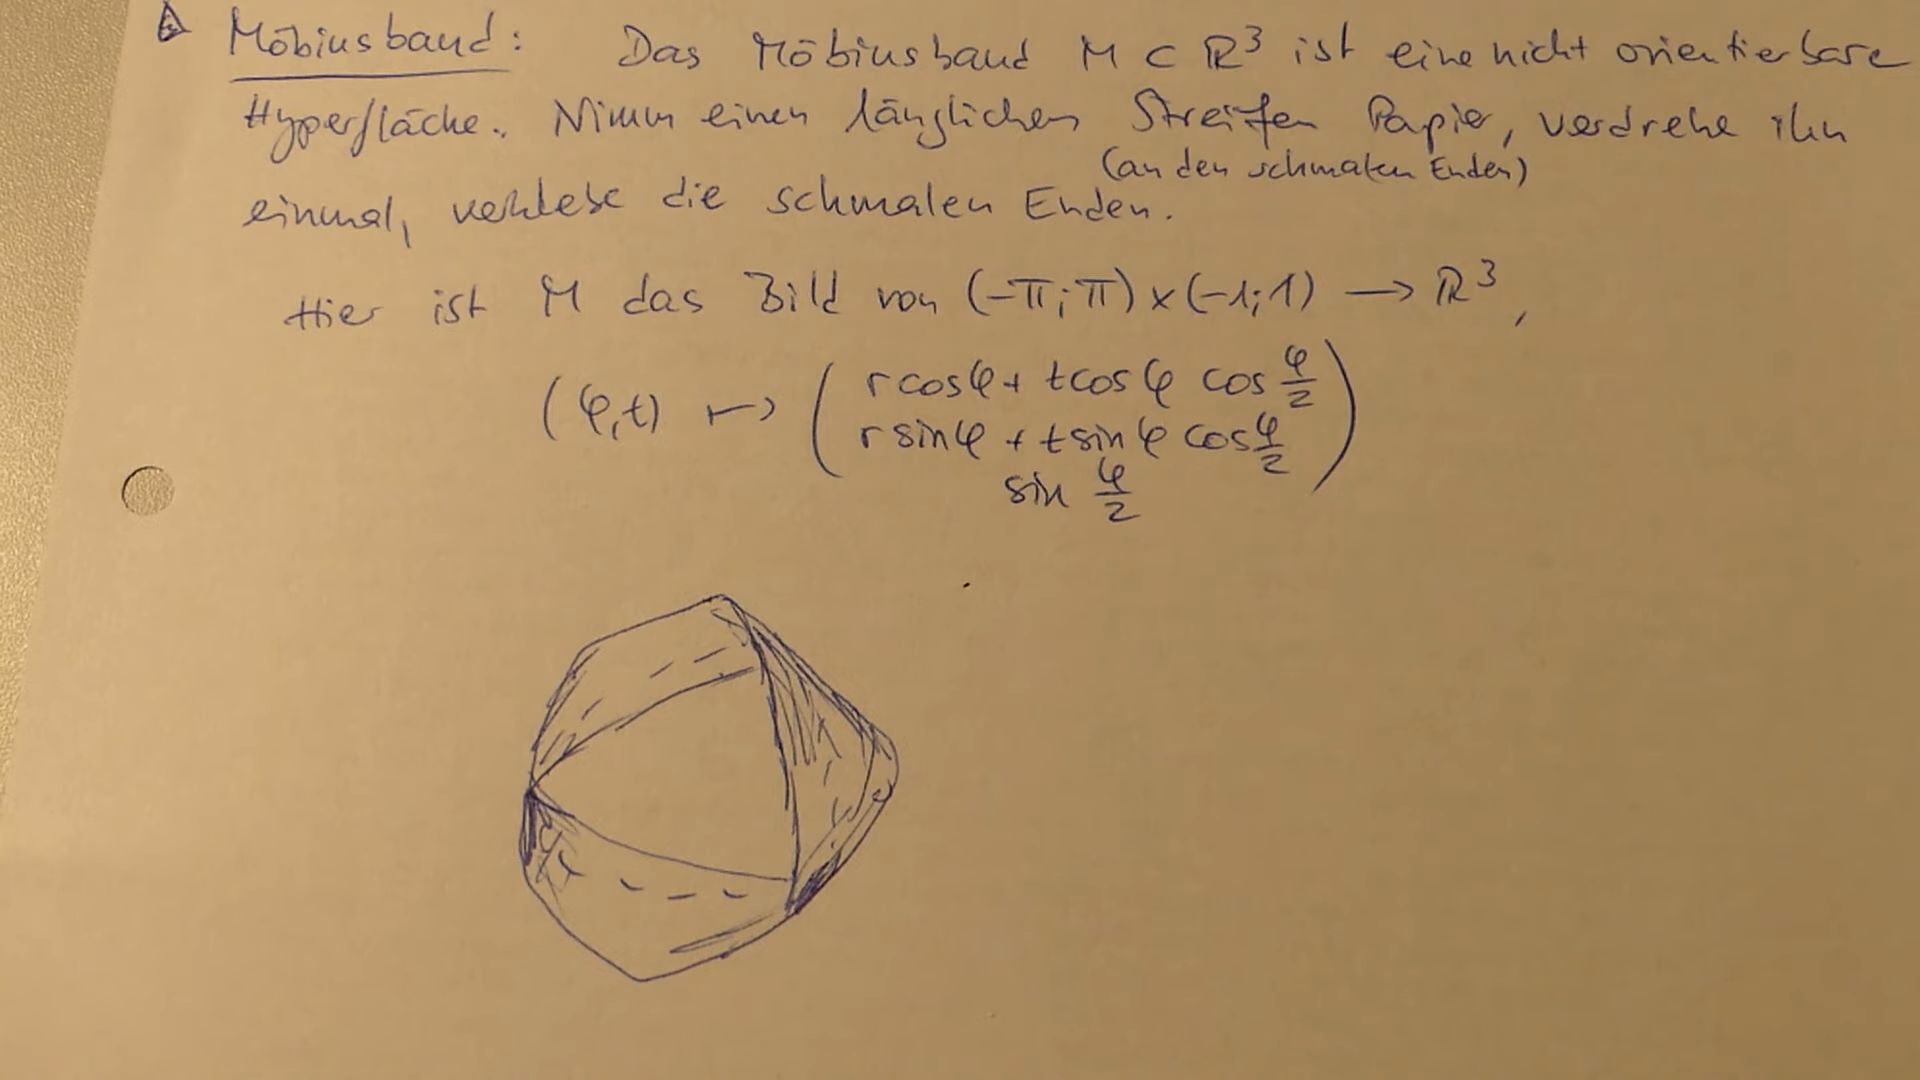 Möbiusband: Das Möbiusband M ⊂ ℝ³ ist eine nicht orientierbare
Hyperfläche. Nimm einen länglichen Streifen Papier, verdrehe ihn
(an den schmalen Enden)
einmal, verklebe die schmalen Enden.
Hier ist M das Bild von (-π; π) × (-1; 1) → ℝ³,
(φ,t) ↦ ( r cos φ + t cos φ cos φ/2
r sin φ + t sin φ cos φ/2
sin φ/2 )